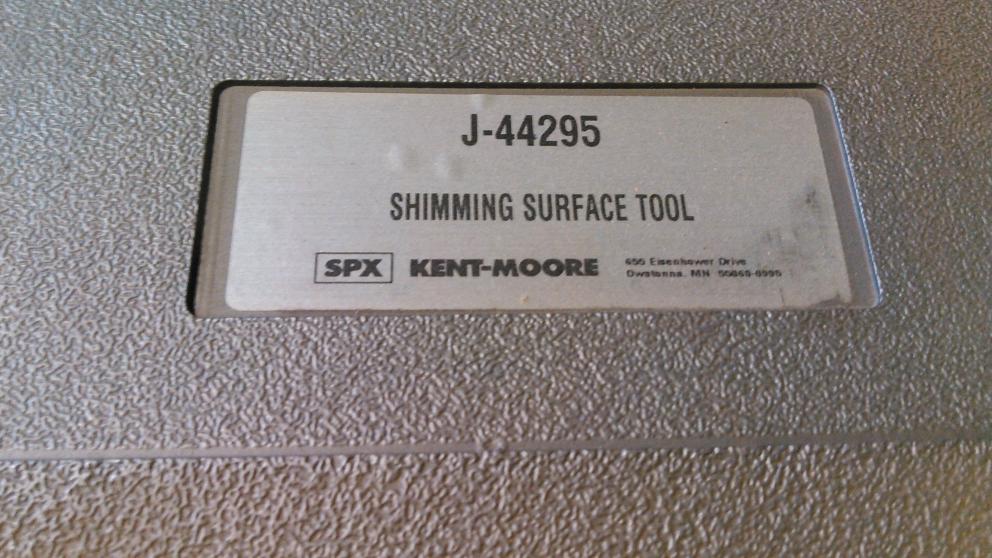 J-44295
SHIMMING SURFACE TOOL
SPX KENT-MOORE
655 Eisenhower Drive
Owatonna, MN